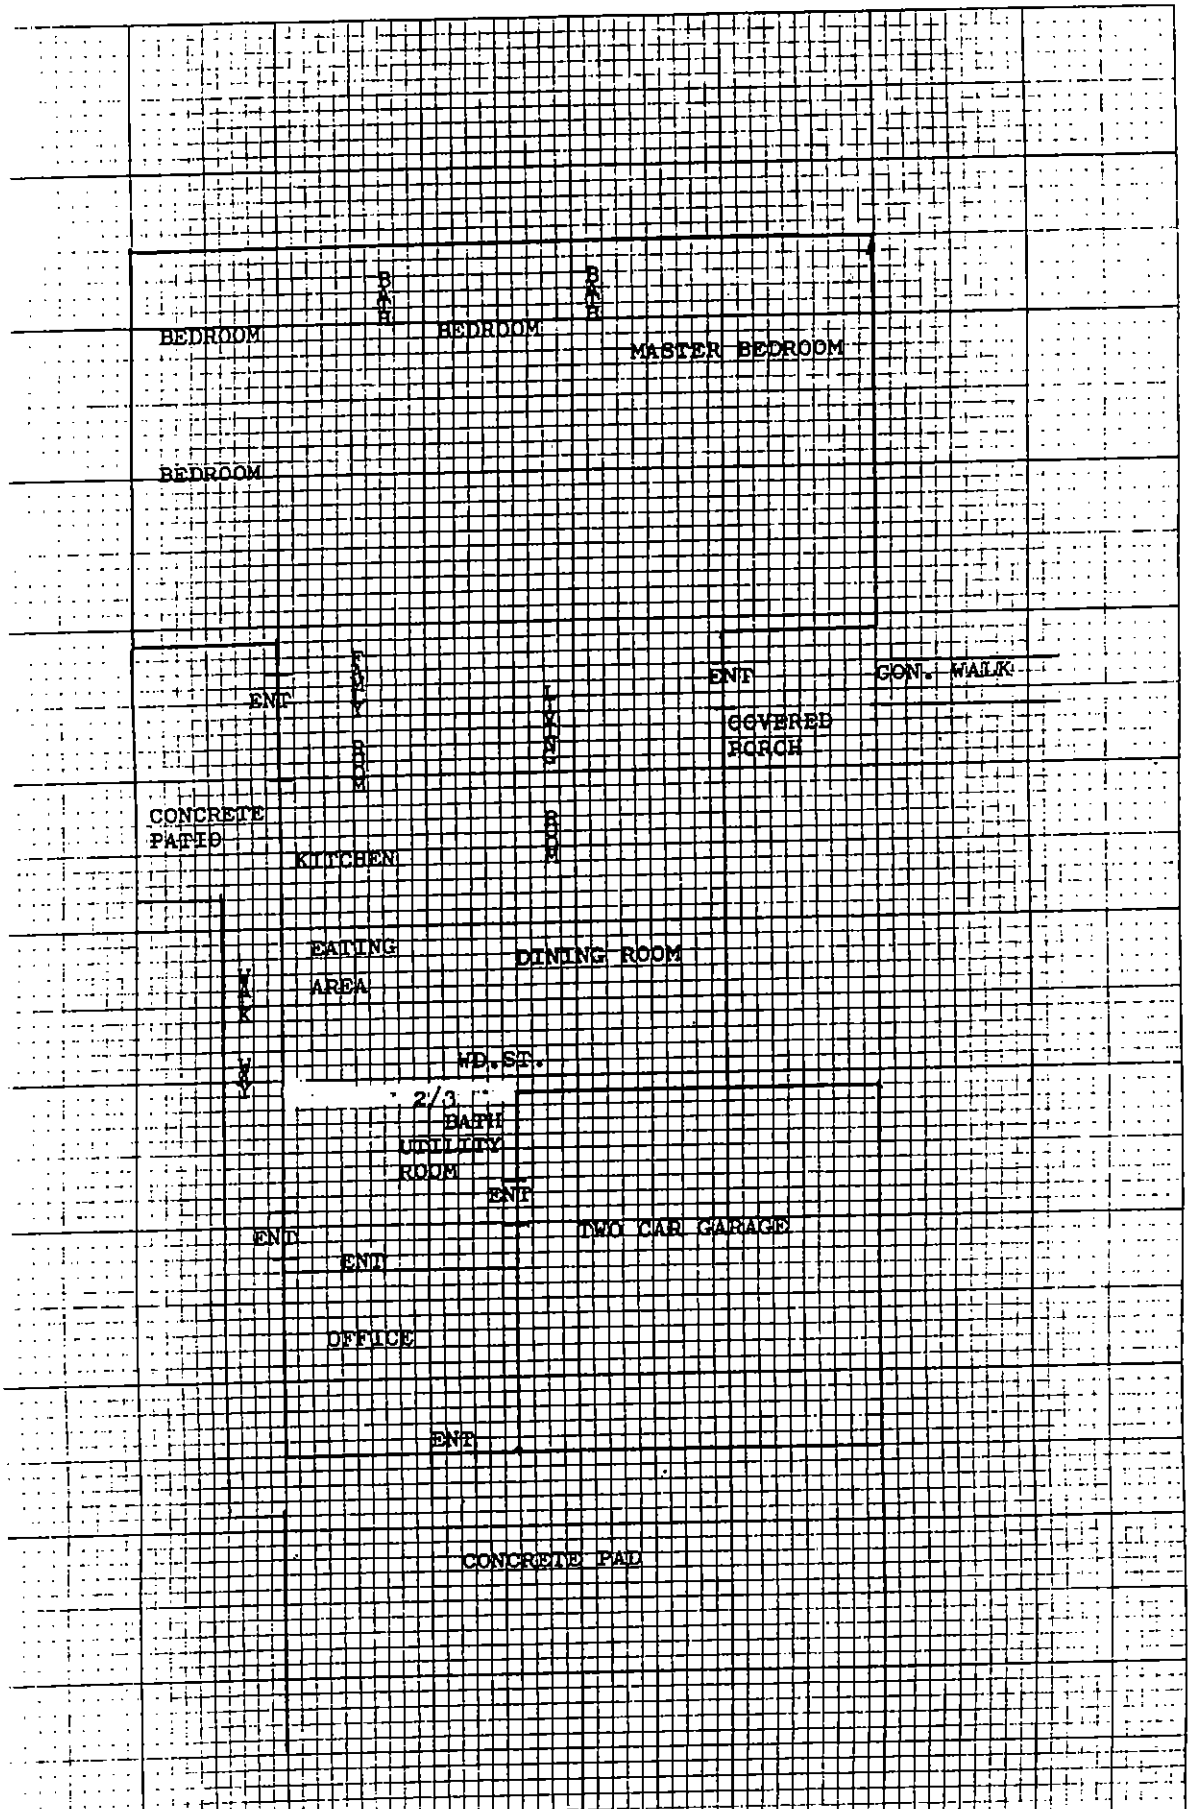 BATH
BATH
BEDROOM
BEDROOM
MASTER BEDROOM
BEDROOM
FAMILY ROOM
ENT
LIVING ROOM
ENT
CON. WALK
COVERED
PORCH
CONCRETE
PATIO
KITCHEN
EATING
AREA
DINING ROOM
WALK WAY
WD.ST.
2/3
BATH
UTILITY
ROOM
ENT
TWO CAR GARAGE
ENT
ENT
OFFICE
ENT
CONCRETE PAD